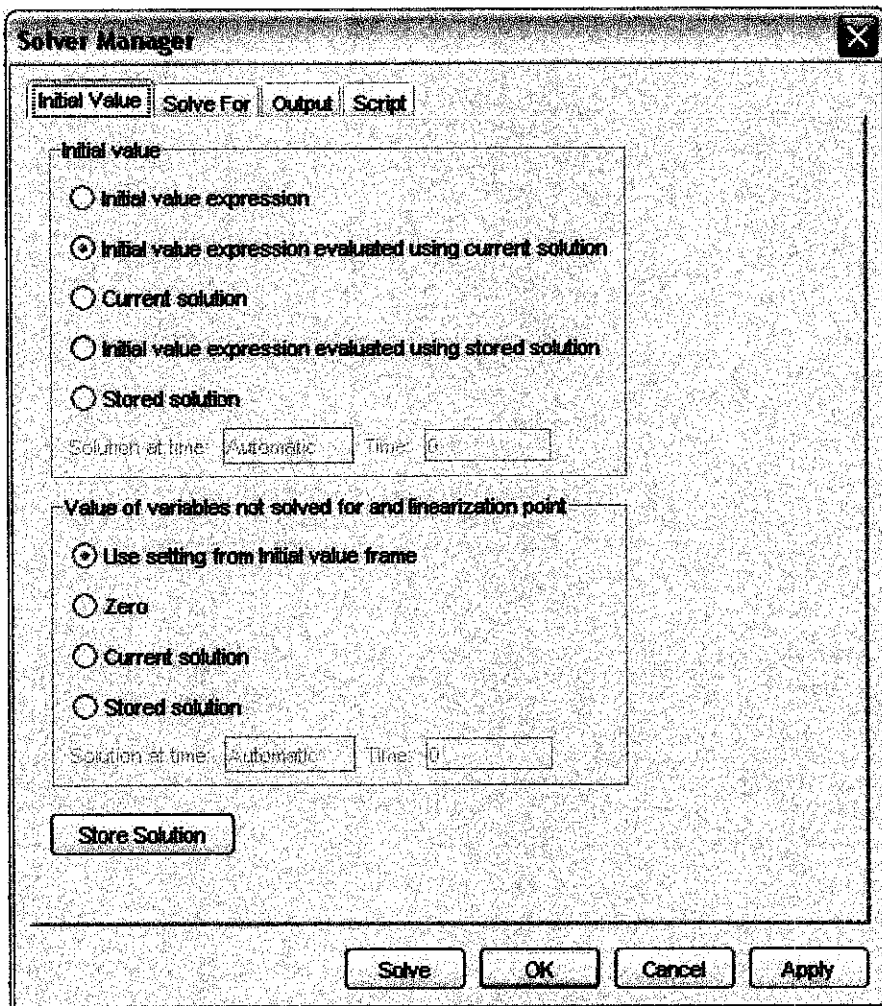 Solver Manager
Initial Value Solve For Output Script
Initial value
Initial value expression
Initial value expression evaluated using current solution
Current solution
Initial value expression evaluated using stored solution
Stored solution
Solution at time: Automatic Time: 0
Value of variables not solved for and linearization point
Use setting from Initial value frame
Zero
Current solution
Stored solution
Solution at time: Automatic Time: 0
Store Solution
Solve OK Cancel Apply